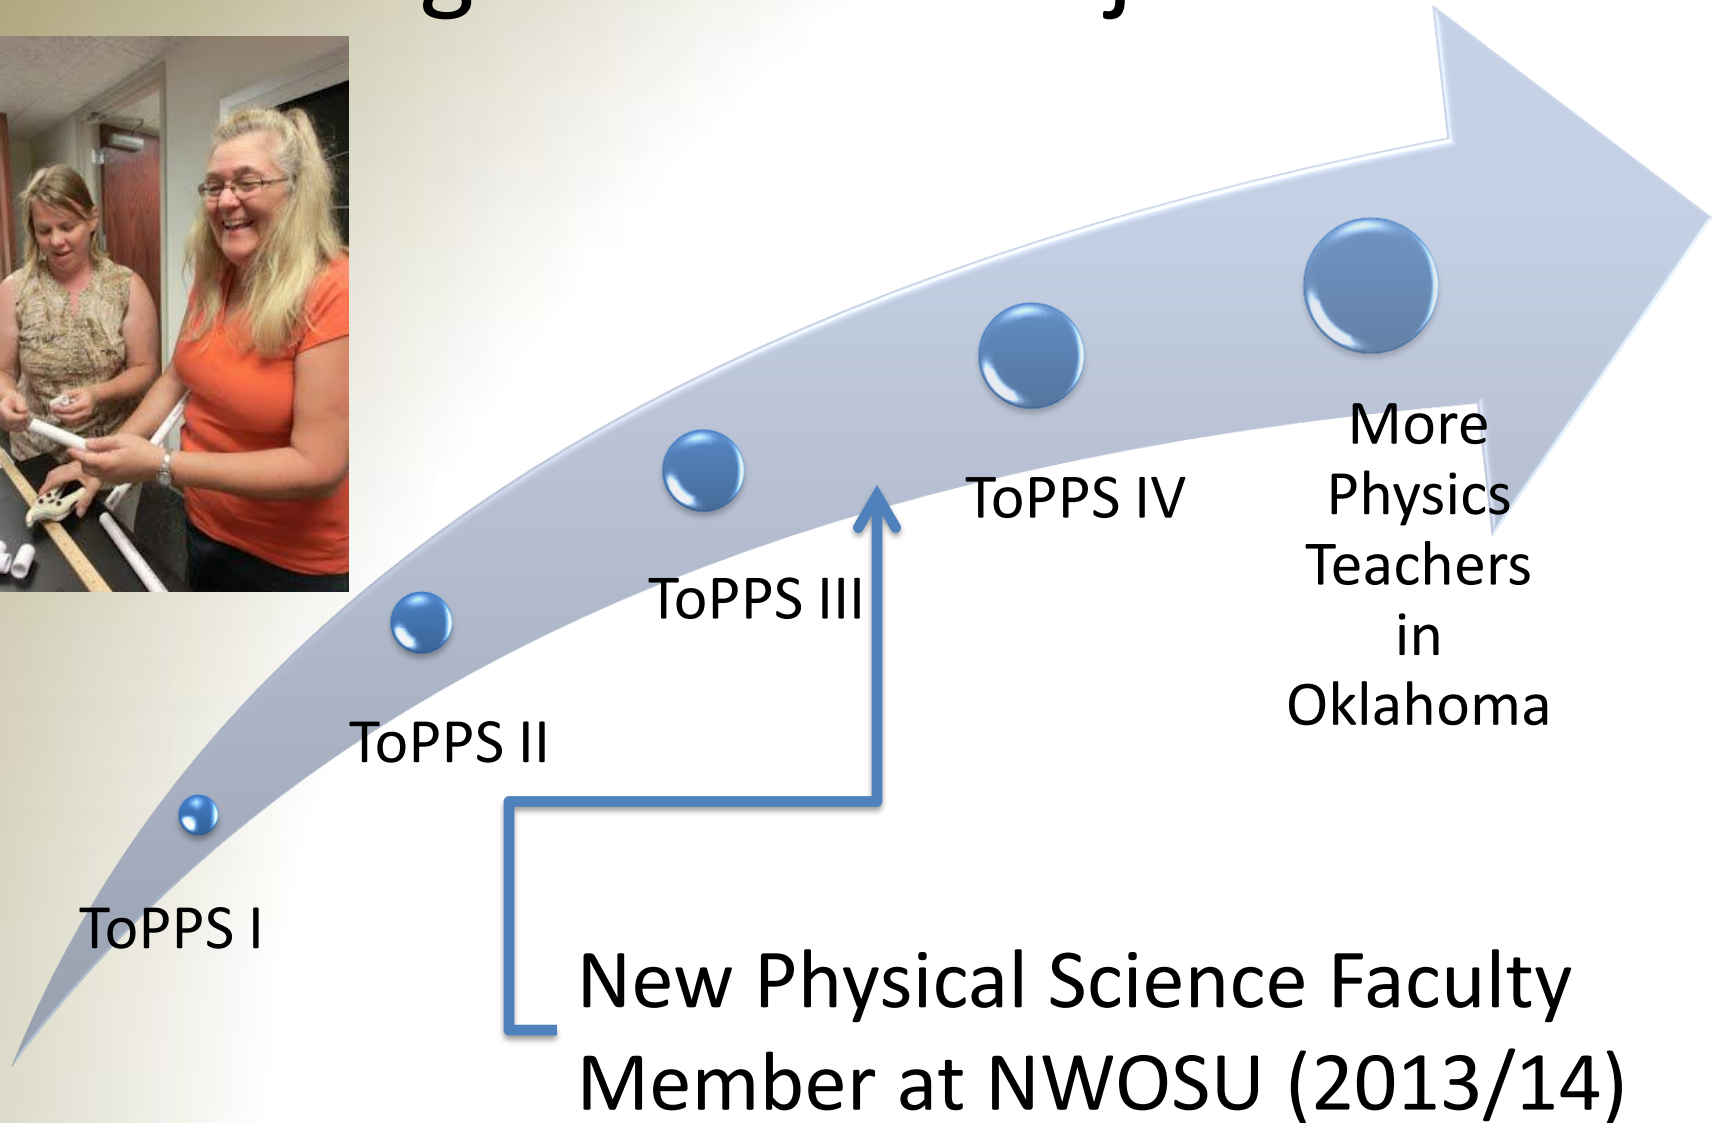 ToPPS I
ToPPS II
ToPPS III
ToPPS IV
More
Physics
Teachers
in
Oklahoma
New Physical Science Faculty
Member at NWOSU (2013/14)